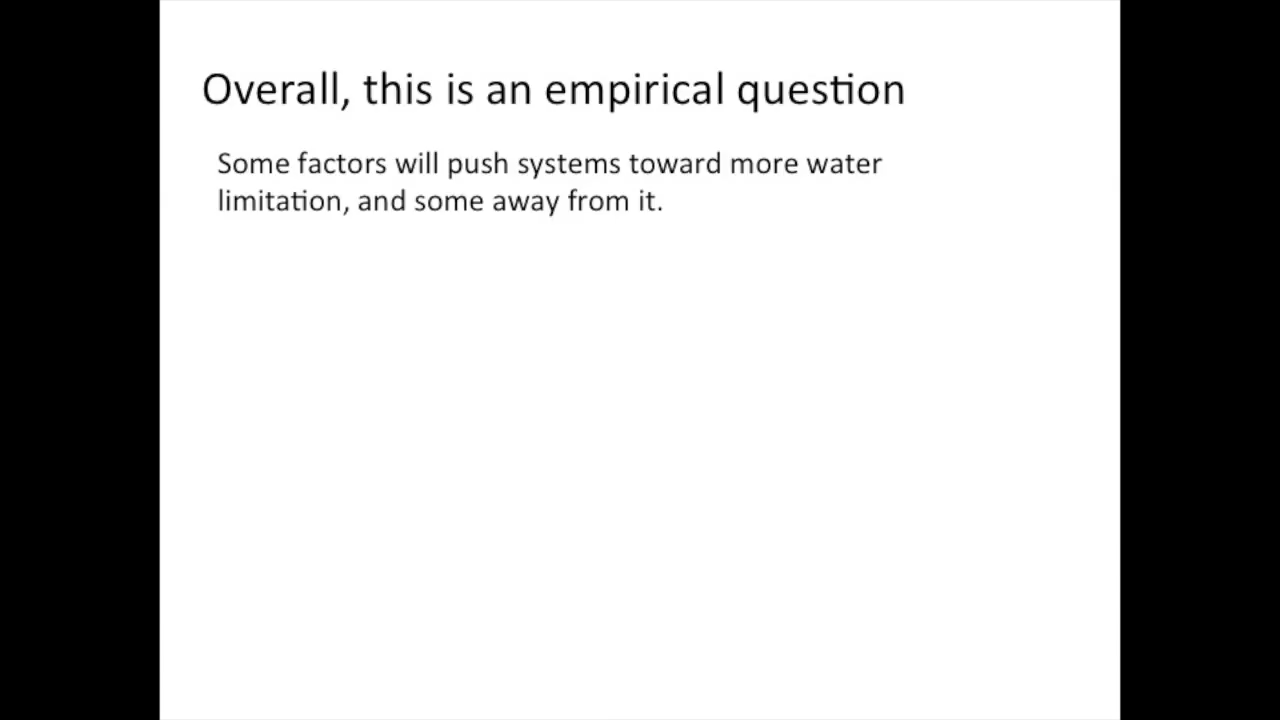 Overall, this is an empirical question
Some factors will push systems toward more water
limitation, and some away from it.